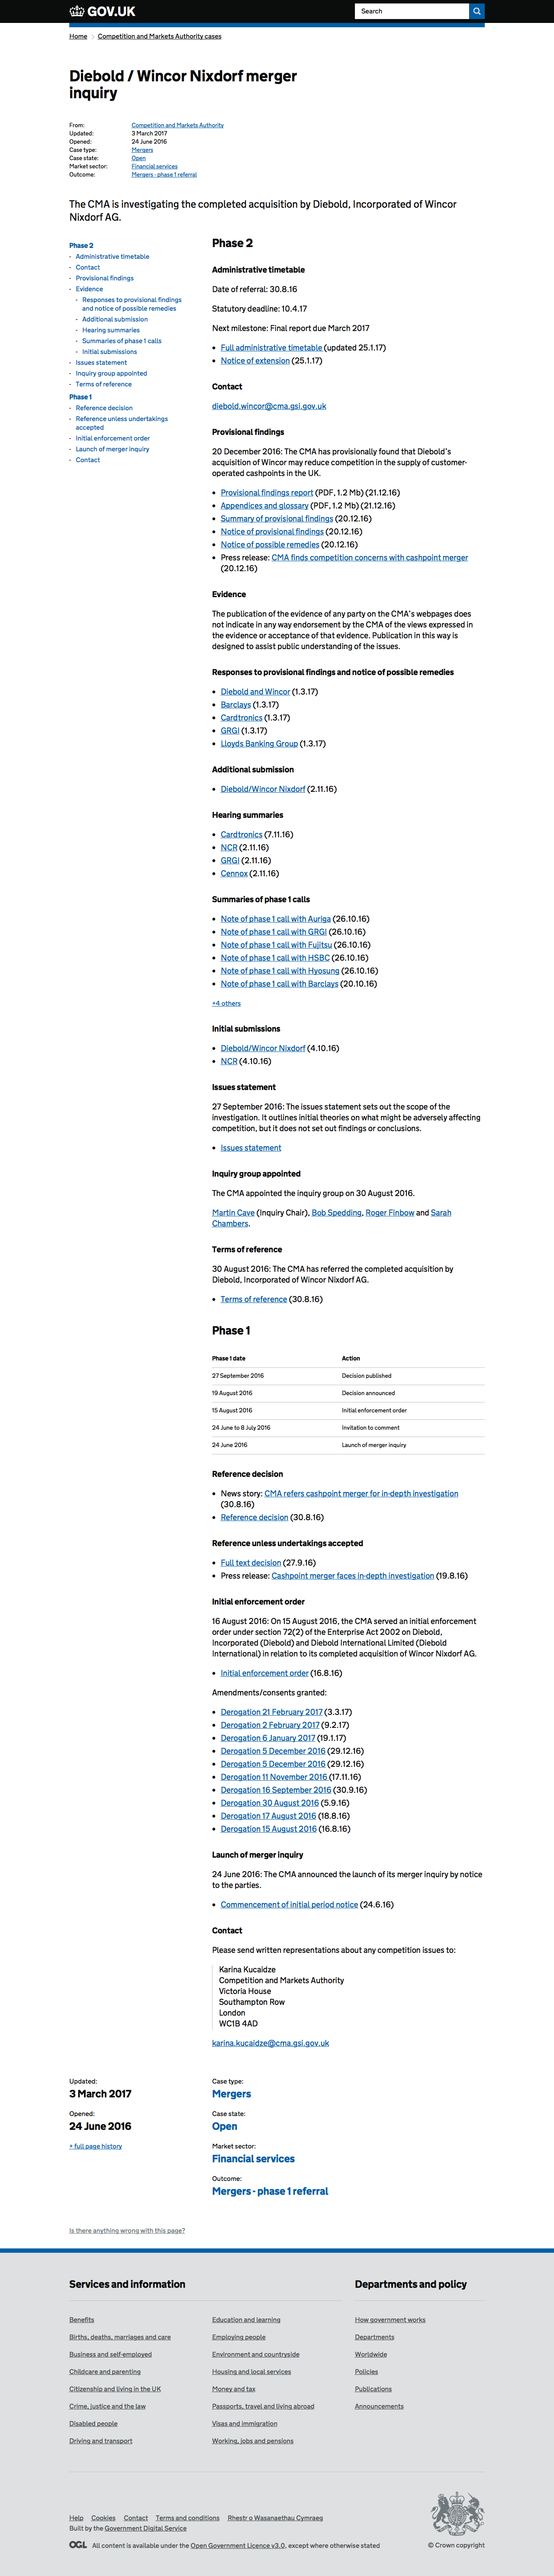 GOV.UK
Search
Home
Competition and Markets Authority cases
Diebold / Wincor Nixdorf merger
inquiry
From: Competition and Markets Authority
Updated: 3 March 2017
Opened: 24 June 2016
Case type: Mergers
Case state: Open
Market sector: Financial services
Outcome: Mergers - phase 1 referral
The CMA is investigating the completed acquisition by Diebold, Incorporated of Wincor
Nixdorf AG.
Phase 2
- Administrative timetable
- Contact
- Provisional findings
- Evidence
- Responses to provisional findings
and notice of possible remedies
- Additional submission
- Hearing summaries
- Summaries of phase 1 calls
- Initial submissions
- Issues statement
- Inquiry group appointed
- Terms of reference
Phase 1
- Reference decision
- Reference unless undertakings
accepted
- Initial enforcement order
- Launch of merger inquiry
- Contact
Phase 2
Administrative timetable
Date of referral: 30.8.16
Statutory deadline: 10.4.17
Next milestone: Final report due March 2017
• Full administrative timetable (updated 25.1.17)
• Notice of extension (25.1.17)
Contact
diebold.wincor@cma.gsi.gov.uk
Provisional findings
20 December 2016: The CMA has provisionally found that Diebold's
acquisition of Wincor may reduce competition in the supply of customer-
operated cashpoints in the UK.
• Provisional findings report (PDF, 1.2 Mb) (21.12.16)
• Appendices and glossary (PDF, 1.2 Mb) (21.12.16)
• Summary of provisional findings (20.12.16)
• Notice of provisional findings (20.12.16)
• Notice of possible remedies (20.12.16)
• Press release: CMA finds competition concerns with cashpoint merger
(20.12.16)
Evidence
The publication of the evidence of any party on the CMA's webpages does
not indicate in any way endorsement by the CMA of the views expressed in
the evidence or acceptance of that evidence. Publication in this way is
designed to assist public understanding of the issues.
Responses to provisional findings and notice of possible remedies
• Diebold and Wincor (1.3.17)
• Barclays (1.3.17)
• Cardtronics (1.3.17)
• GRGI (1.3.17)
• Lloyds Banking Group (1.3.17)
Additional submission
• Diebold/Wincor Nixdorf (2.11.16)
Hearing summaries
• Cardtronics (7.11.16)
• NCR (2.11.16)
• GRGI (2.11.16)
• Cennox (2.11.16)
Summaries of phase 1 calls
• Note of phase 1 call with Auriga (26.10.16)
• Note of phase 1 call with GRGI (26.10.16)
• Note of phase 1 call with Fujitsu (26.10.16)
• Note of phase 1 call with HSBC (26.10.16)
• Note of phase 1 call with Hyosung (26.10.16)
• Note of phase 1 call with Barclays (20.10.16)
+4 others
Initial submissions
• Diebold/Wincor Nixdorf (4.10.16)
• NCR (4.10.16)
Issues statement
27 September 2016: The issues statement sets out the scope of the
investigation. It outlines initial theories on what might be adversely affecting
competition, but it does not set out findings or conclusions.
• Issues statement
Inquiry group appointed
The CMA appointed the inquiry group on 30 August 2016.
Martin Cave (Inquiry Chair), Bob Spedding, Roger Finbow and Sarah
Chambers.
Terms of reference
30 August 2016: The CMA has referred the completed acquisition by
Diebold, Incorporated of Wincor Nixdorf AG.
• Terms of reference (30.8.16)
Phase 1
Phase 1 date Action
27 September 2016 Decision published
19 August 2016 Decision announced
15 August 2016 Initial enforcement order
24 June to 8 July 2016 Invitation to comment
24 June 2016 Launch of merger inquiry
Reference decision
• News story: CMA refers cashpoint merger for in-depth investigation
(30.8.16)
• Reference decision (30.8.16)
Reference unless undertakings accepted
• Full text decision (27.9.16)
• Press release: Cashpoint merger faces in-depth investigation (19.8.16)
Initial enforcement order
16 August 2016: On 15 August 2016, the CMA served an initial enforcement
order under section 72(2) of the Enterprise Act 2002 on Diebold,
Incorporated (Diebold) and Diebold International Limited (Diebold
International) in relation to its completed acquisition of Wincor Nixdorf AG.
• Initial enforcement order (16.8.16)
Amendments/consents granted:
• Derogation 21 February 2017 (3.3.17)
• Derogation 2 February 2017 (9.2.17)
• Derogation 6 January 2017 (19.1.17)
• Derogation 5 December 2016 (29.12.16)
• Derogation 5 December 2016 (29.12.16)
• Derogation 11 November 2016 (17.11.16)
• Derogation 16 September 2016 (30.9.16)
• Derogation 30 August 2016 (5.9.16)
• Derogation 17 August 2016 (18.8.16)
• Derogation 15 August 2016 (16.8.16)
Launch of merger inquiry
24 June 2016: The CMA announced the launch of its merger inquiry by notice
to the parties.
• Commencement of initial period notice (24.6.16)
Contact
Please send written representations about any competition issues to:
Karina Kucaidze
Competition and Markets Authority
Victoria House
Southampton Row
London
WC1B 4AD
karina.kucaidze@cma.gsi.gov.uk
Updated:
3 March 2017
Opened:
24 June 2016
+ full page history
Case type:
Mergers
Case state:
Open
Market sector:
Financial services
Outcome:
Mergers - phase 1 referral
Is there anything wrong with this page?
Services and information
Benefits
Births, deaths, marriages and care
Business and self-employed
Childcare and parenting
Citizenship and living in the UK
Crime, justice and the law
Disabled people
Driving and transport
Education and learning
Employing people
Environment and countryside
Housing and local services
Money and tax
Passports, travel and living abroad
Visas and immigration
Working, jobs and pensions
Departments and policy
How government works
Departments
Worldwide
Policies
Publications
Announcements
Help Cookies Contact Terms and conditions Rhestr o Wasanaethau Cymraeg
Built by the Government Digital Service
OGL All content is available under the Open Government Licence v3.0, except where otherwise stated
© Crown copyright